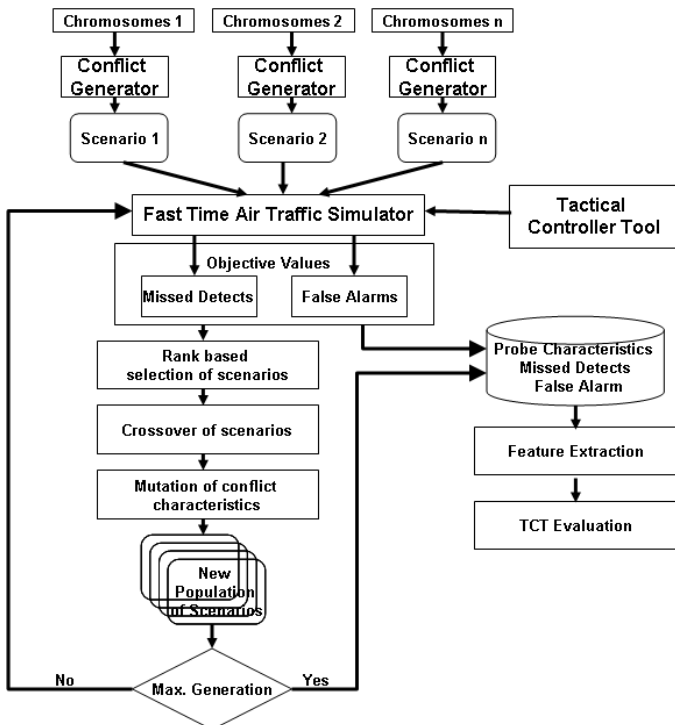 Chromosomes 1
Chromosomes 2
Chromosomes n
Conflict
Generator
Conflict
Generator
Conflict
Generator
Scenario 1
Scenario 2
Scenario n
Fast Time Air Traffic Simulator
Tactical
Controller Tool
Objective Values
Missed Detects
False Alarms
Probe Characteristics
Missed Detects
False Alarm
Rank based
selection of scenarios
Crossover of scenarios
Feature Extraction
Mutation of conflict
characteristics
TCT Evaluation
New
Population
of Scenarios
No
Max. Generation
Yes